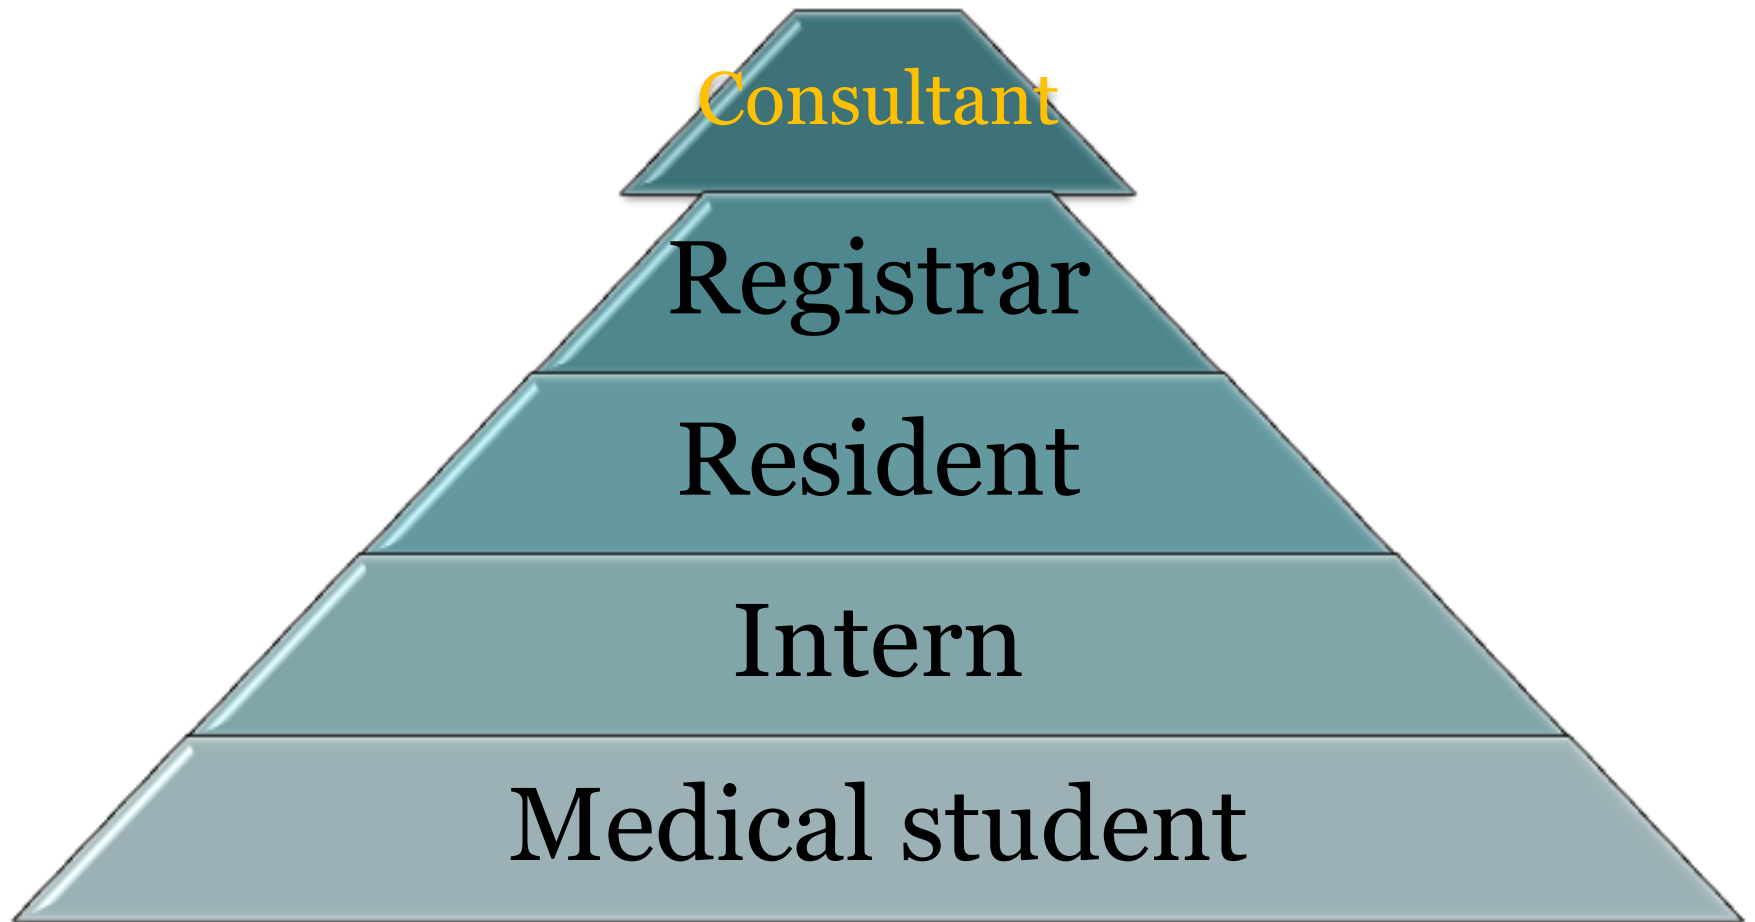 Consultant
Registrar
Resident
Intern
Medical student